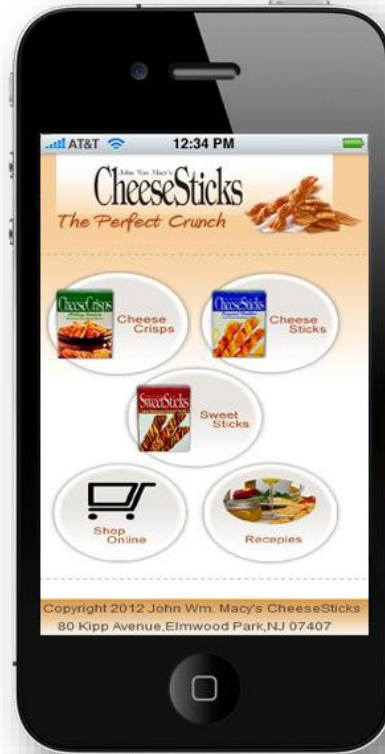 AT&T 12:34 PM
John Wm. Macy's
CheeseSticks
The Perfect Crunch
CheeseCrisps
Cheese
Crisps
CheeseSticks
Cheese
Sticks
SweetSticks
Sweet
Sticks
Shop
Online
Recepies
Copyright 2012 John Wm. Macy's CheeseSticks
80 Kipp Avenue,Elmwood Park,NJ 07407